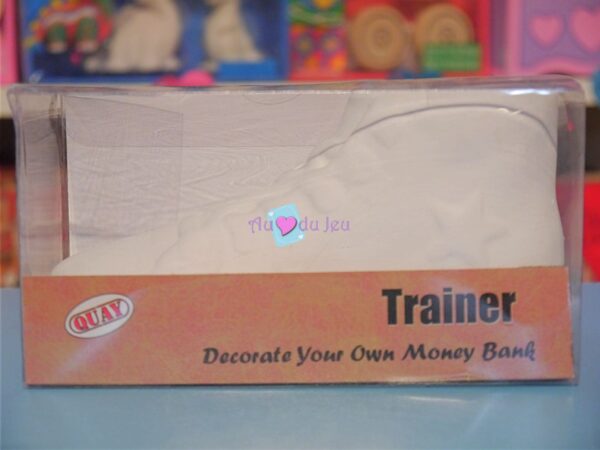 Au du Jeu
QUAY
Trainer
Decorate Your Own Money Bank